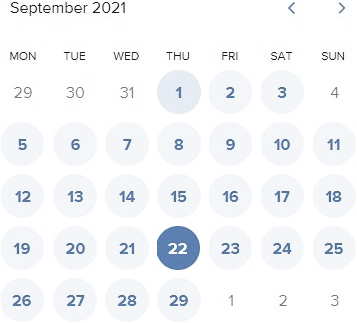 September 2021
MON TUE WED THU FRI SAT SUN
29 30 31 1 2 3 4
5 6 7 8 9 10 11
12 13 14 15 16 17 18
19 20 21 22 23 24 25
26 27 28 29 1 2 3